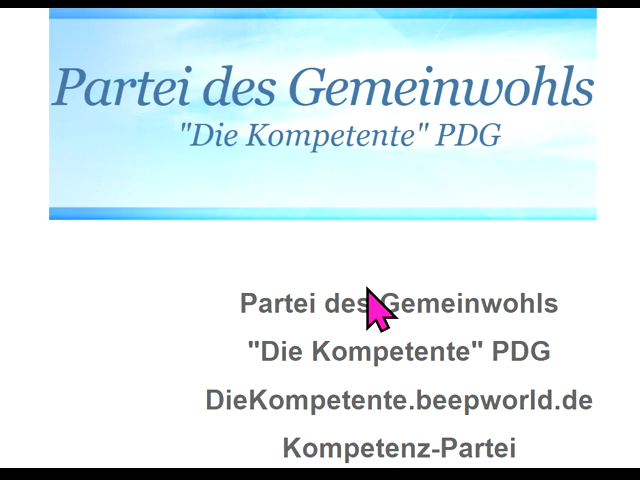 Partei des Gemeinwohls
"Die Kompetente" PDG
Partei des Gemeinwohls
"Die Kompetente" PDG
DieKompetente.beepworld.de
Kompetenz-Partei